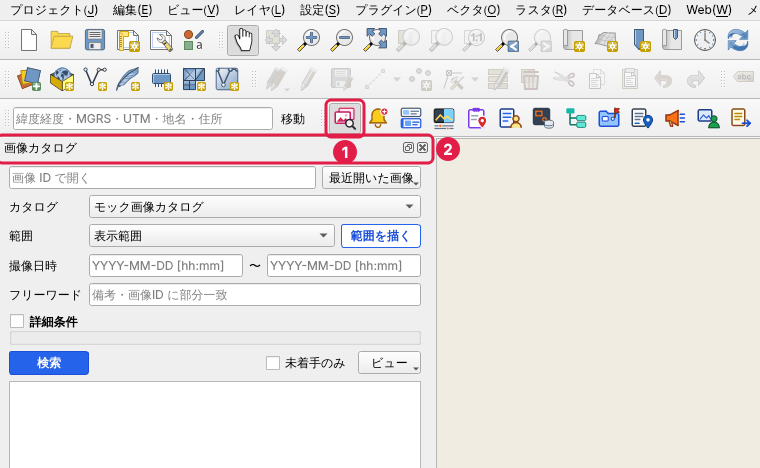 プロジェクト(J) 編集(E) ビュー(V) レイヤ(L) 設定(S) プラグイン(P) ベクタ(O) ラスタ(R) データベース(D) Web(W) メ
a
1:1
abc
緯度経度・MGRS・UTM・地名・住所 移動
画像カタログ
1
2
画像 ID で開く 最近開いた画像
カタログ モック画像カタログ
範囲 表示範囲 範囲を描く
撮像日時 YYYY-MM-DD [hh:mm] 〜 YYYY-MM-DD [hh:mm]
フリーワード 備考・画像ID に部分一致
詳細条件
検索 未着手のみ ビュー